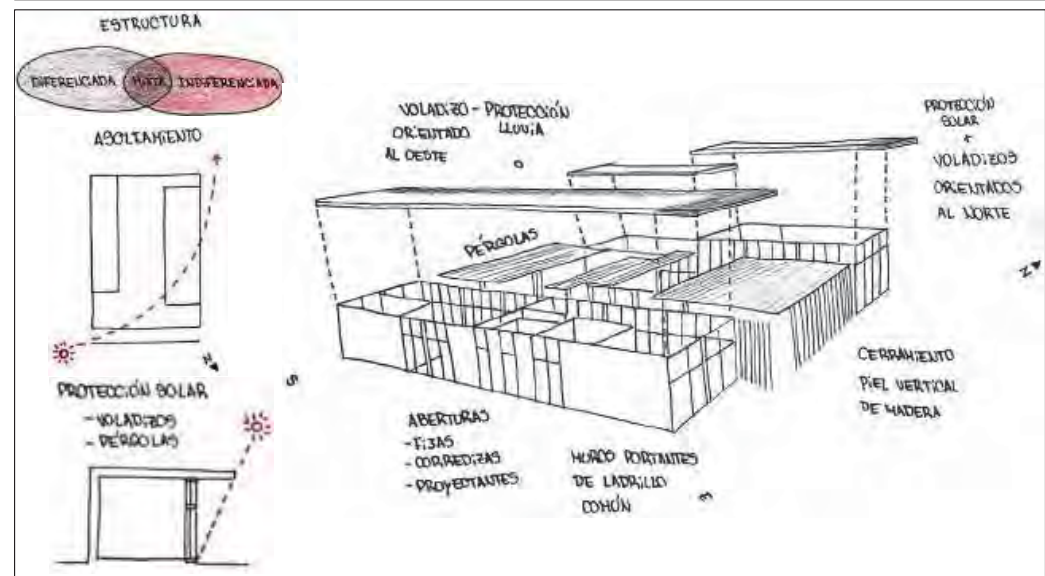 ESTRUCTURA
DIFERENCIADA MIXTA INDIFERENCIADA
ASOLEAMIENTO
N
PROTECCIÓN SOLAR
- VOLADIZOS
- PÉRGOLAS
VOLADIZO - PROTECCIÓN
ORIENTADO LLUVIA
AL OESTE
O
PROTECCIÓN
SOLAR
+
VOLADIZOS
ORIENTADOS
AL NORTE
PÉRGOLAS
N
S
CERRAMIENTO
PIEL VERTICAL
DE MADERA
ABERTURAS
- FIJAS
- CORREDIZAS
- PROYECTANTES
MUROS PORTANTES
DE LADRILLO
COMÚN
E